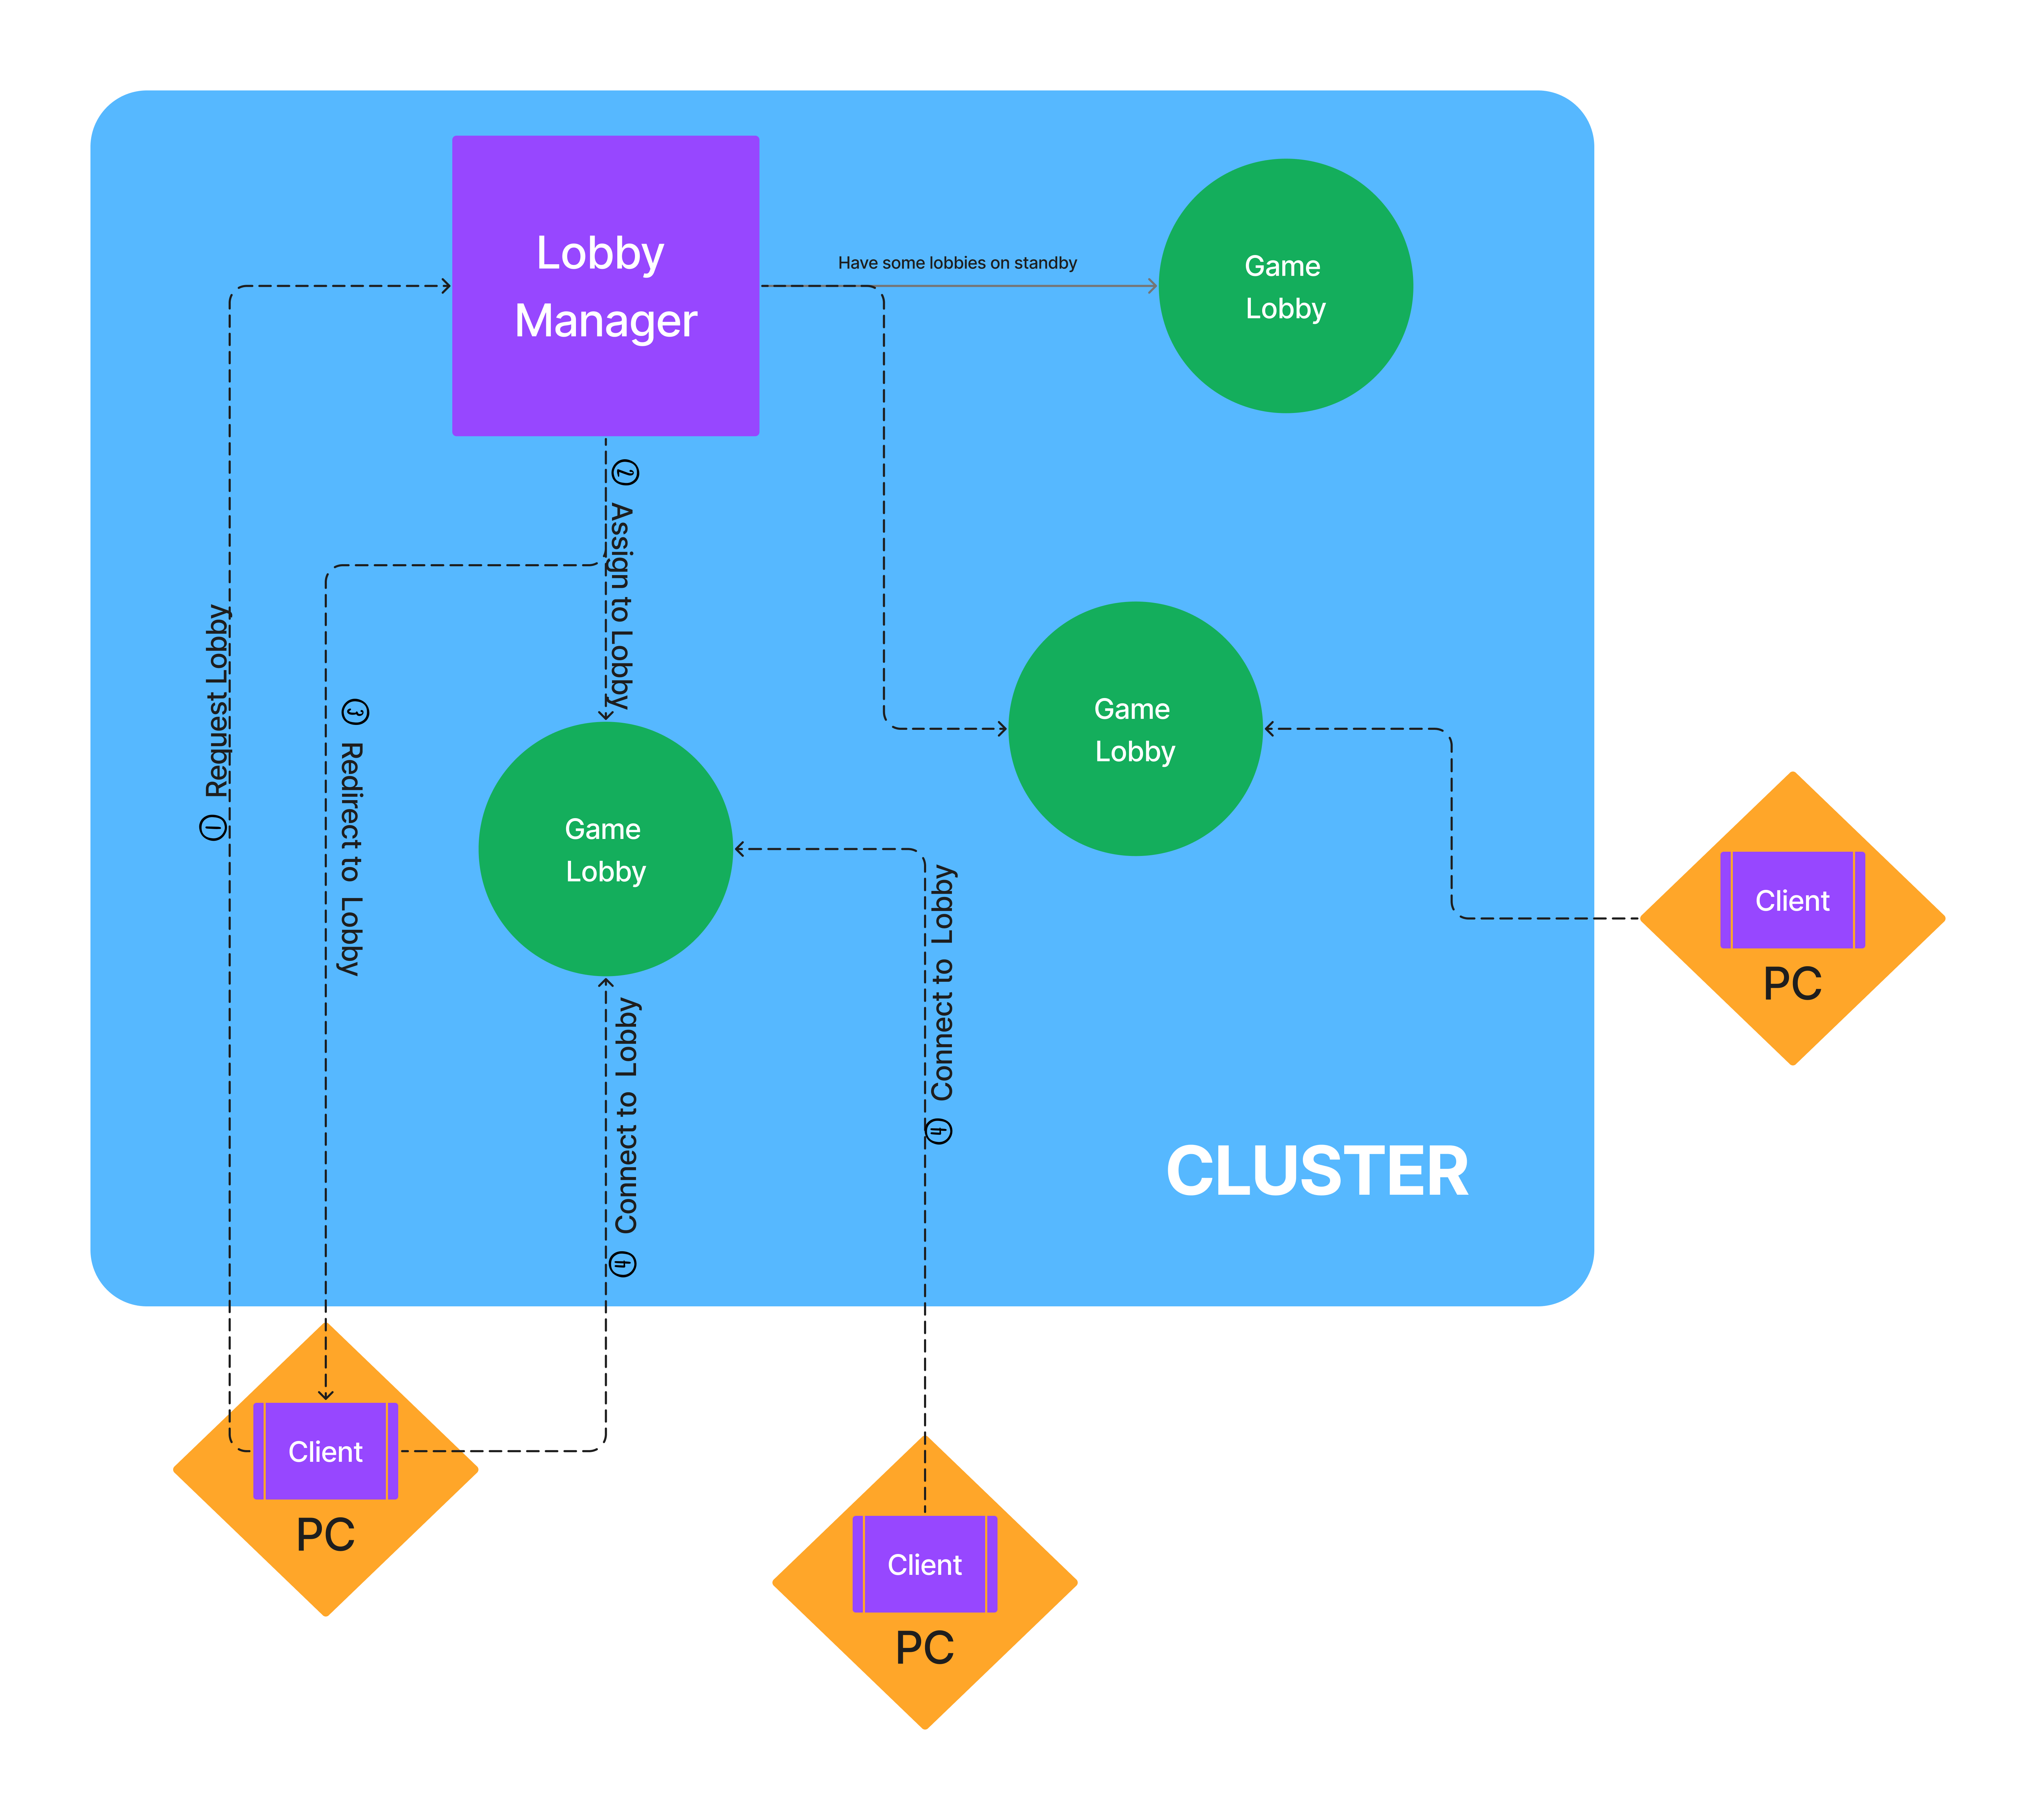 Lobby
Manager
Have some lobbies on standby
Game
Lobby
② Assign to Lobby
① Request Lobby
③ Redirect to Lobby
Game
Lobby
Game
Lobby
④ Connect to Lobby
④ Connect to Lobby
Client
PC
CLUSTER
Client
PC
Client
PC